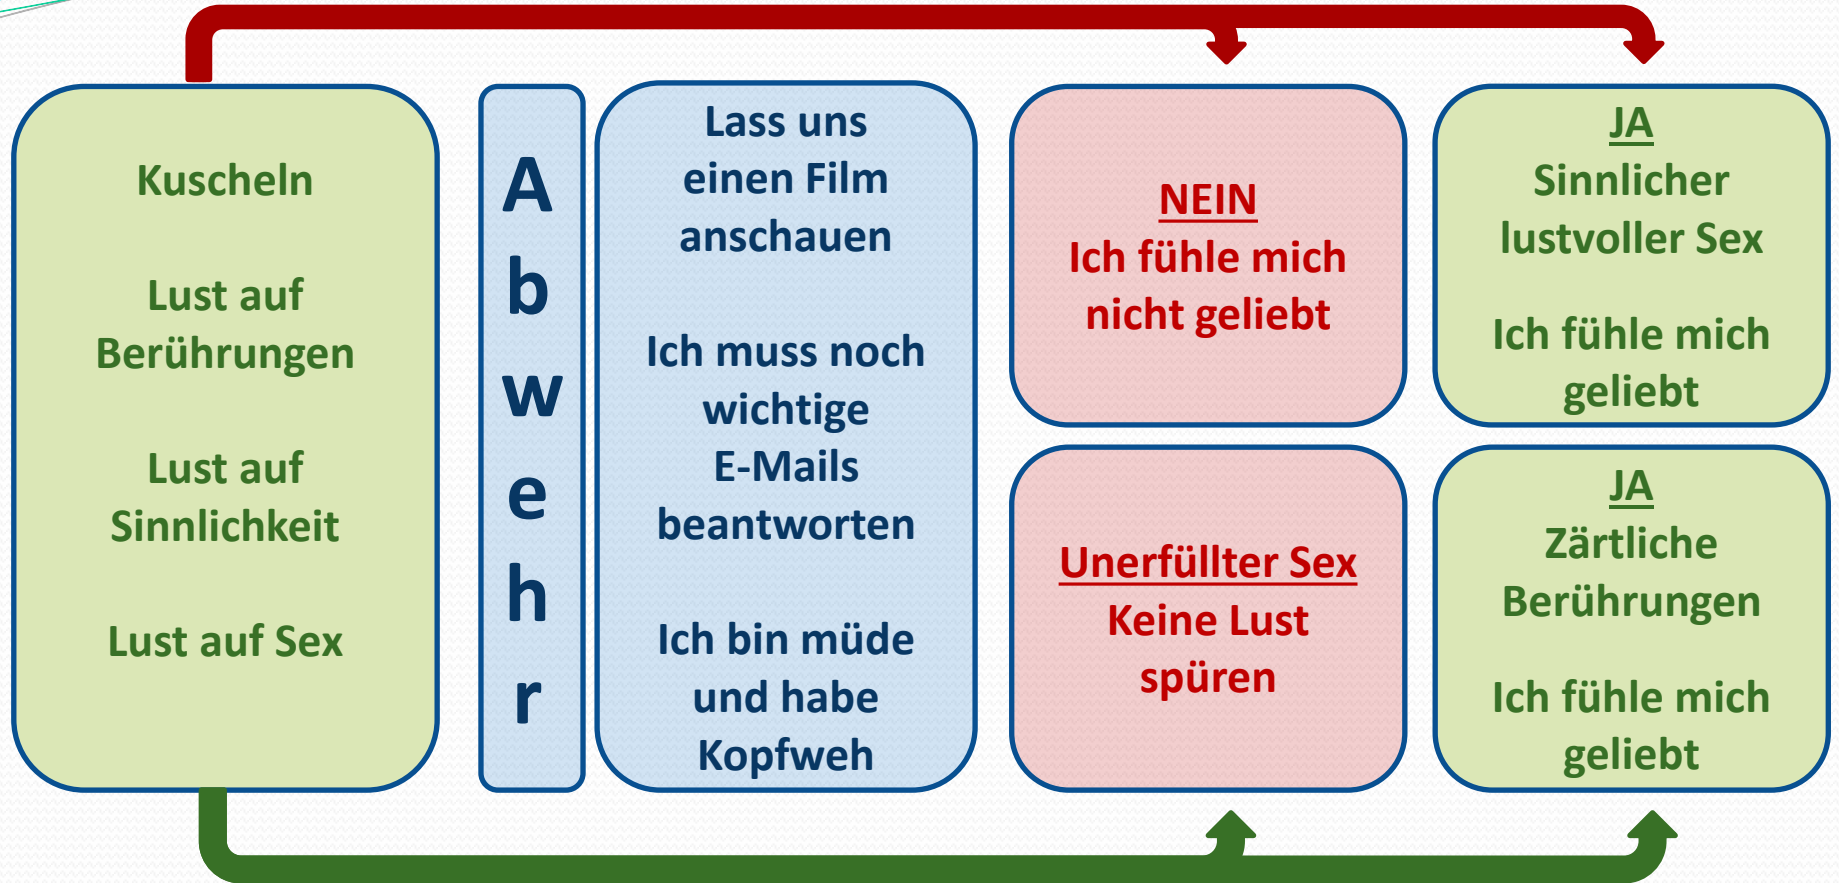 Kuscheln
Lust auf
Berührungen
Lust auf
Sinnlichkeit
Lust auf Sex
A
b
w
e
h
r
Lass uns
einen Film
anschauen
Ich muss noch
wichtige
E-Mails
beantworten
Ich bin müde
und habe
Kopfweh
NEIN
Ich fühle mich
nicht geliebt
Unerfüllter Sex
Keine Lust
spüren
JA
Sinnlicher
lustvoller Sex
Ich fühle mich
geliebt
JA
Zärtliche
Berührungen
Ich fühle mich
geliebt